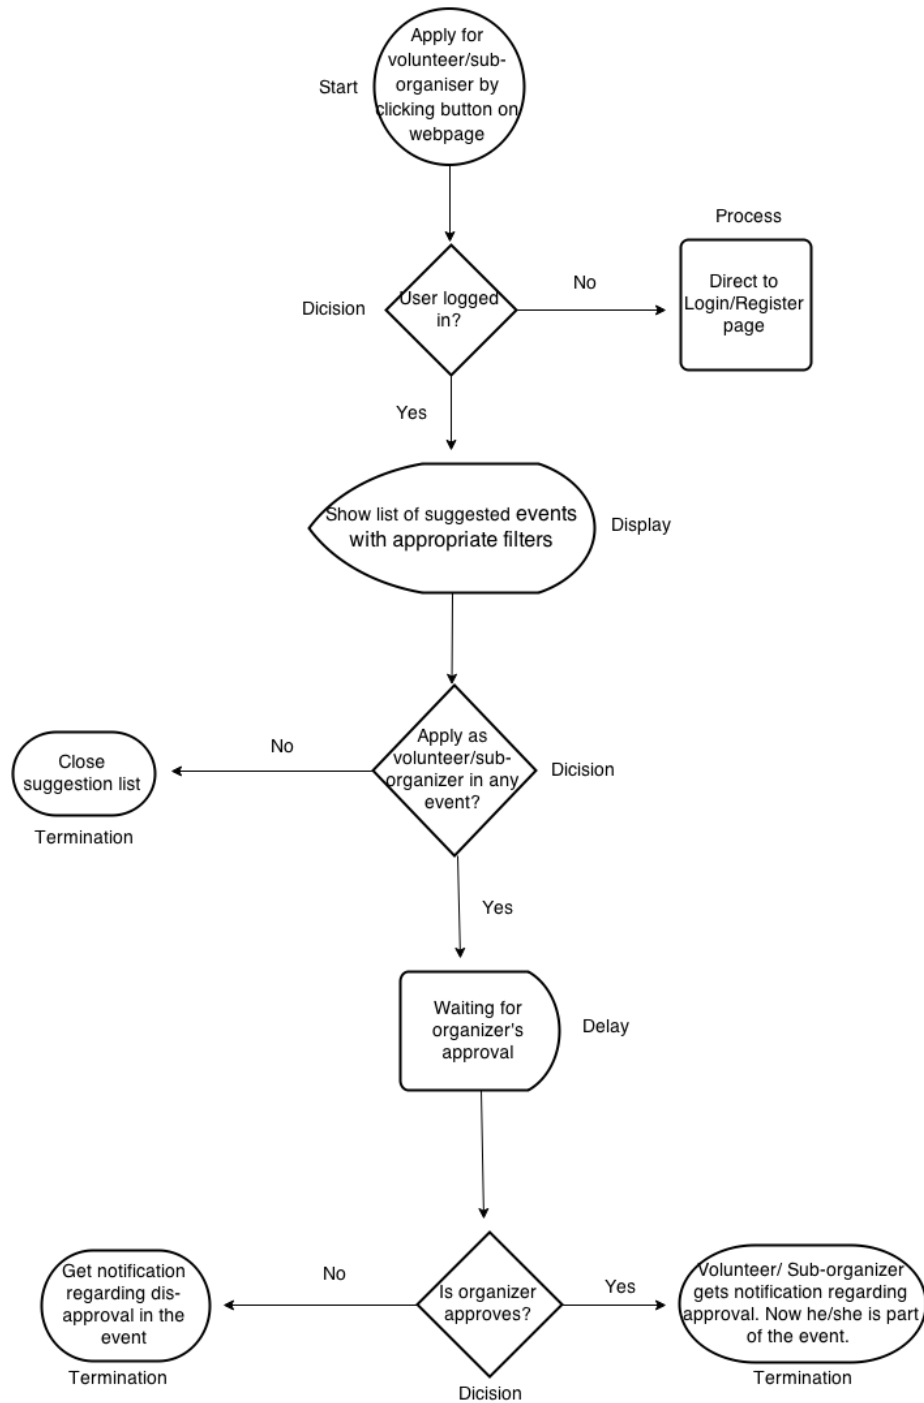 Apply for
volunteer/sub-
organiser by
clicking button on
webpage
Start
Process
Direct to
Login/Register
page
No
User logged
in?
Dicision
Yes
Show list of suggested events
with appropriate filters
Display
Apply as
volunteer/sub-
organizer in any
event?
Dicision
No
Close
suggestion list
Termination
Yes
Waiting for
organizer's
approval
Delay
Is organizer
approves?
Dicision
No
Get notification
regarding dis-
approval in the
event
Termination
Yes
Volunteer/ Sub-organizer
gets notification regarding
approval. Now he/she is part
of the event.
Termination